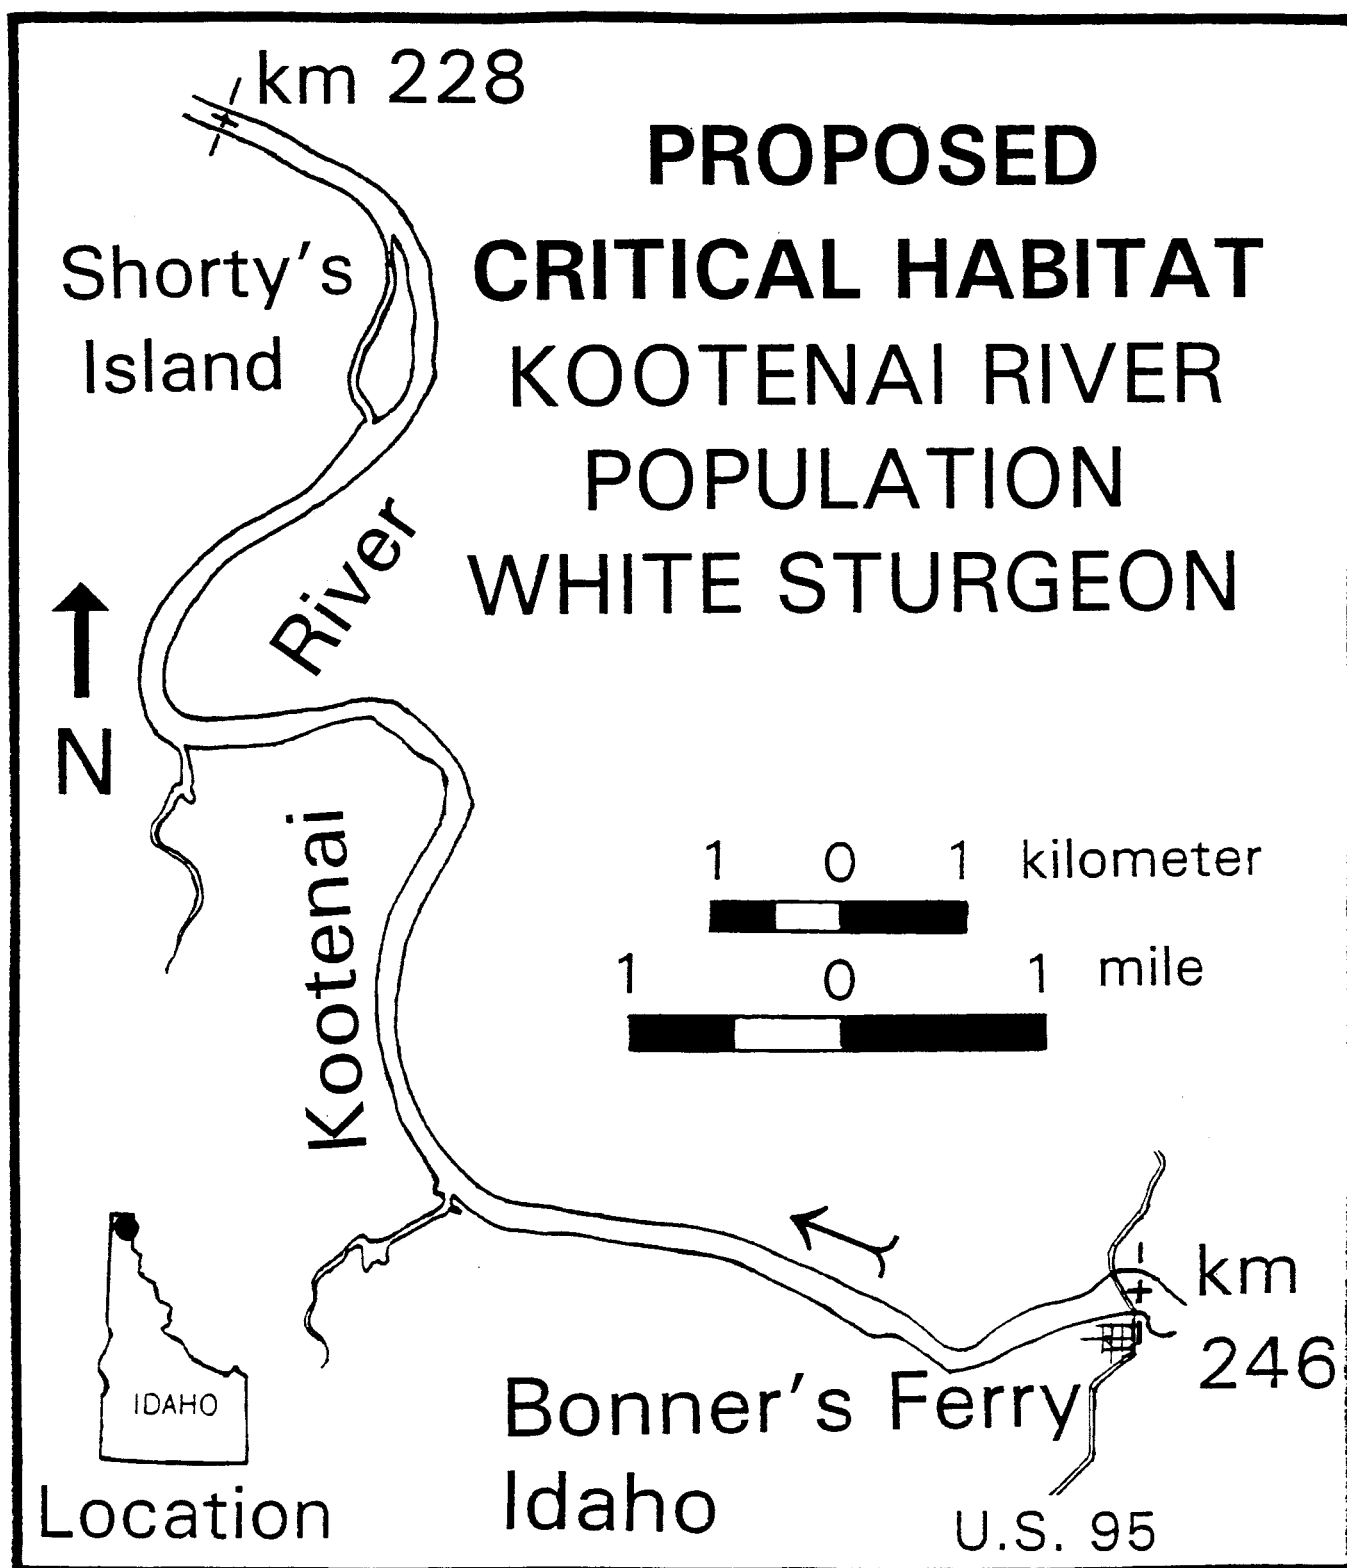 km 228
PROPOSED
CRITICAL HABITAT
KOOTENAI RIVER
POPULATION
WHITE STURGEON
Shorty's
Island
River
N
Kootenai
1 0 1 kilometer
1 0 1 mile
km
246
IDAHO
Location
Bonner's Ferry
Idaho
U.S. 95